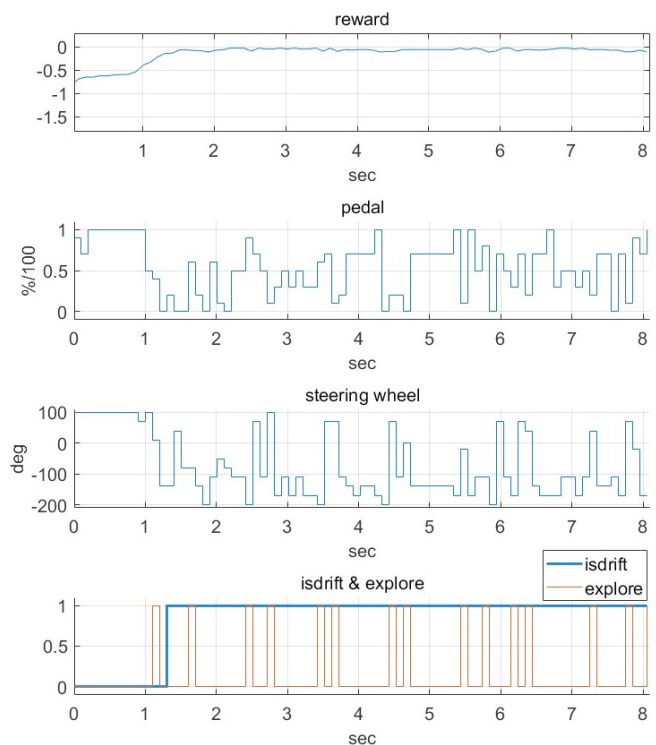 reward
0
-0.5
-1
-1.5
1 2 3 4 5 6 7 8
sec
pedal
%/100
1
0.5
0
0 1 2 3 4 5 6 7 8
sec
steering wheel
deg
100
0
-100
-200
0 1 2 3 4 5 6 7 8
sec
isdrift & explore
isdrift
explore
1
0.5
0
0 1 2 3 4 5 6 7 8
sec